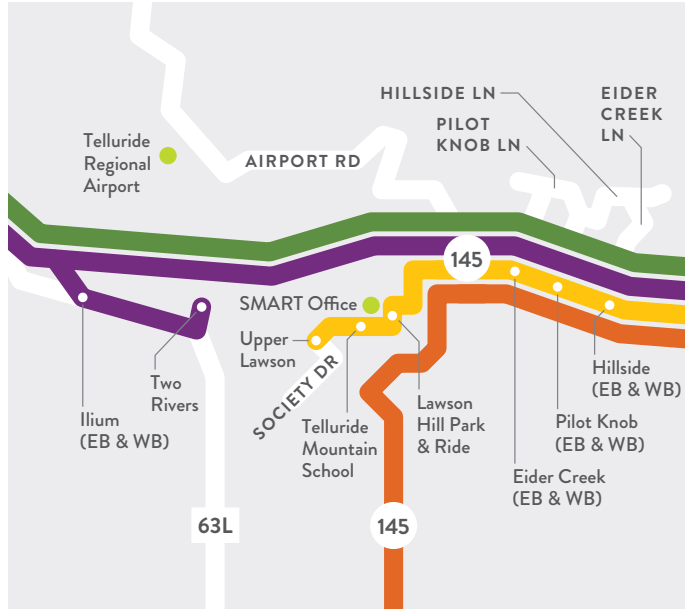 HILLSIDE LN
EIDER
CREEK
LN
PILOT
KNOB LN
Telluride
Regional
Airport
AIRPORT RD
145
SMART Office
Upper
Lawson
SOCIETY DR
Two
Rivers
Ilium
(EB & WB)
Telluride
Mountain
School
Lawson
Hill Park
& Ride
Hillside
(EB & WB)
Pilot Knob
(EB & WB)
Eider Creek
(EB & WB)
63L
145